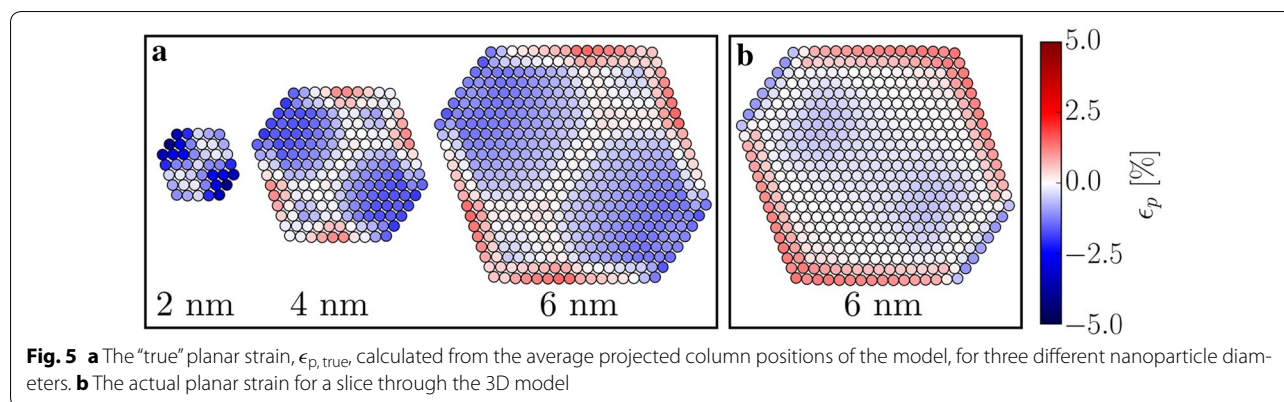 a
b
2 nm
4 nm
6 nm
6 nm
5.0
2.5
0.0
−2.5
−5.0
ϵp [%]
Fig. 5 a The “true” planar strain, ϵp, true, calculated from the average projected column positions of the model, for three different nanoparticle diam-
eters. b The actual planar strain for a slice through the 3D model